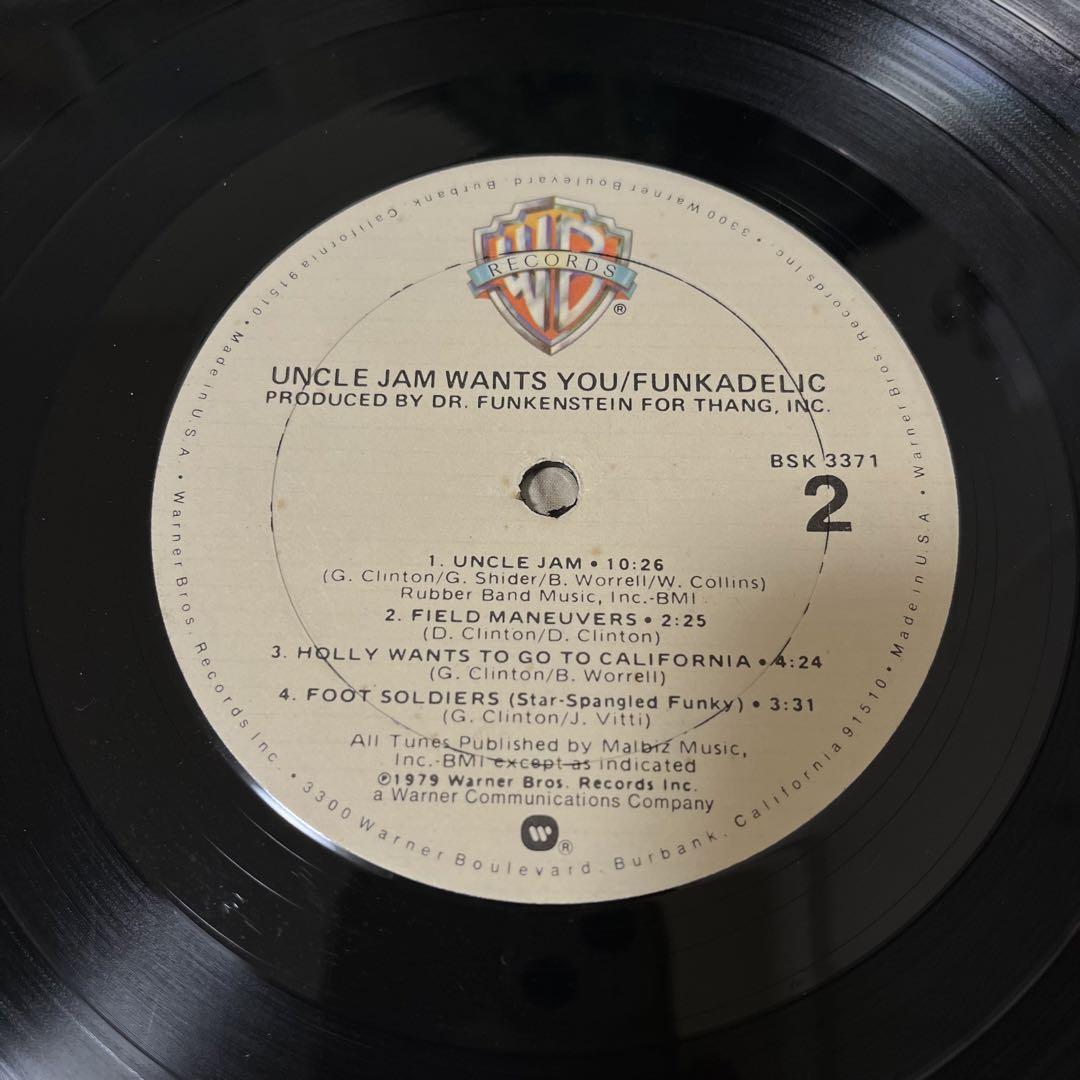 WB
RECORDS
®
UNCLE JAM WANTS YOU/FUNKADELIC
PRODUCED BY DR. FUNKENSTEIN FOR THANG, INC.
BSK 3371
2
1. UNCLE JAM • 10:26
(G. Clinton/G. Shider/B. Worrell/W. Collins)
Rubber Band Music, Inc.-BMI
2. FIELD MANEUVERS • 2:25
(D. Clinton/D. Clinton)
3. HOLLY WANTS TO GO TO CALIFORNIA • 4:24
(G. Clinton/B. Worrell)
4. FOOT SOLDIERS (Star-Spangled Funky) • 3:31
(G. Clinton/J. Vitti)
All Tunes Published by Malbiz Music,
Inc.-BMI except as indicated
℗1979 Warner Bros. Records Inc.
a Warner Communications Company
®
Warner Bros. Records Inc. • 3300 Warner Boulevard, Burbank, California 91510 • Made in U.S.A. • Warner Bros. Records Inc. • 3300 Warner Boulevard, Burbank, California 91510 • Made in U.S.A. •